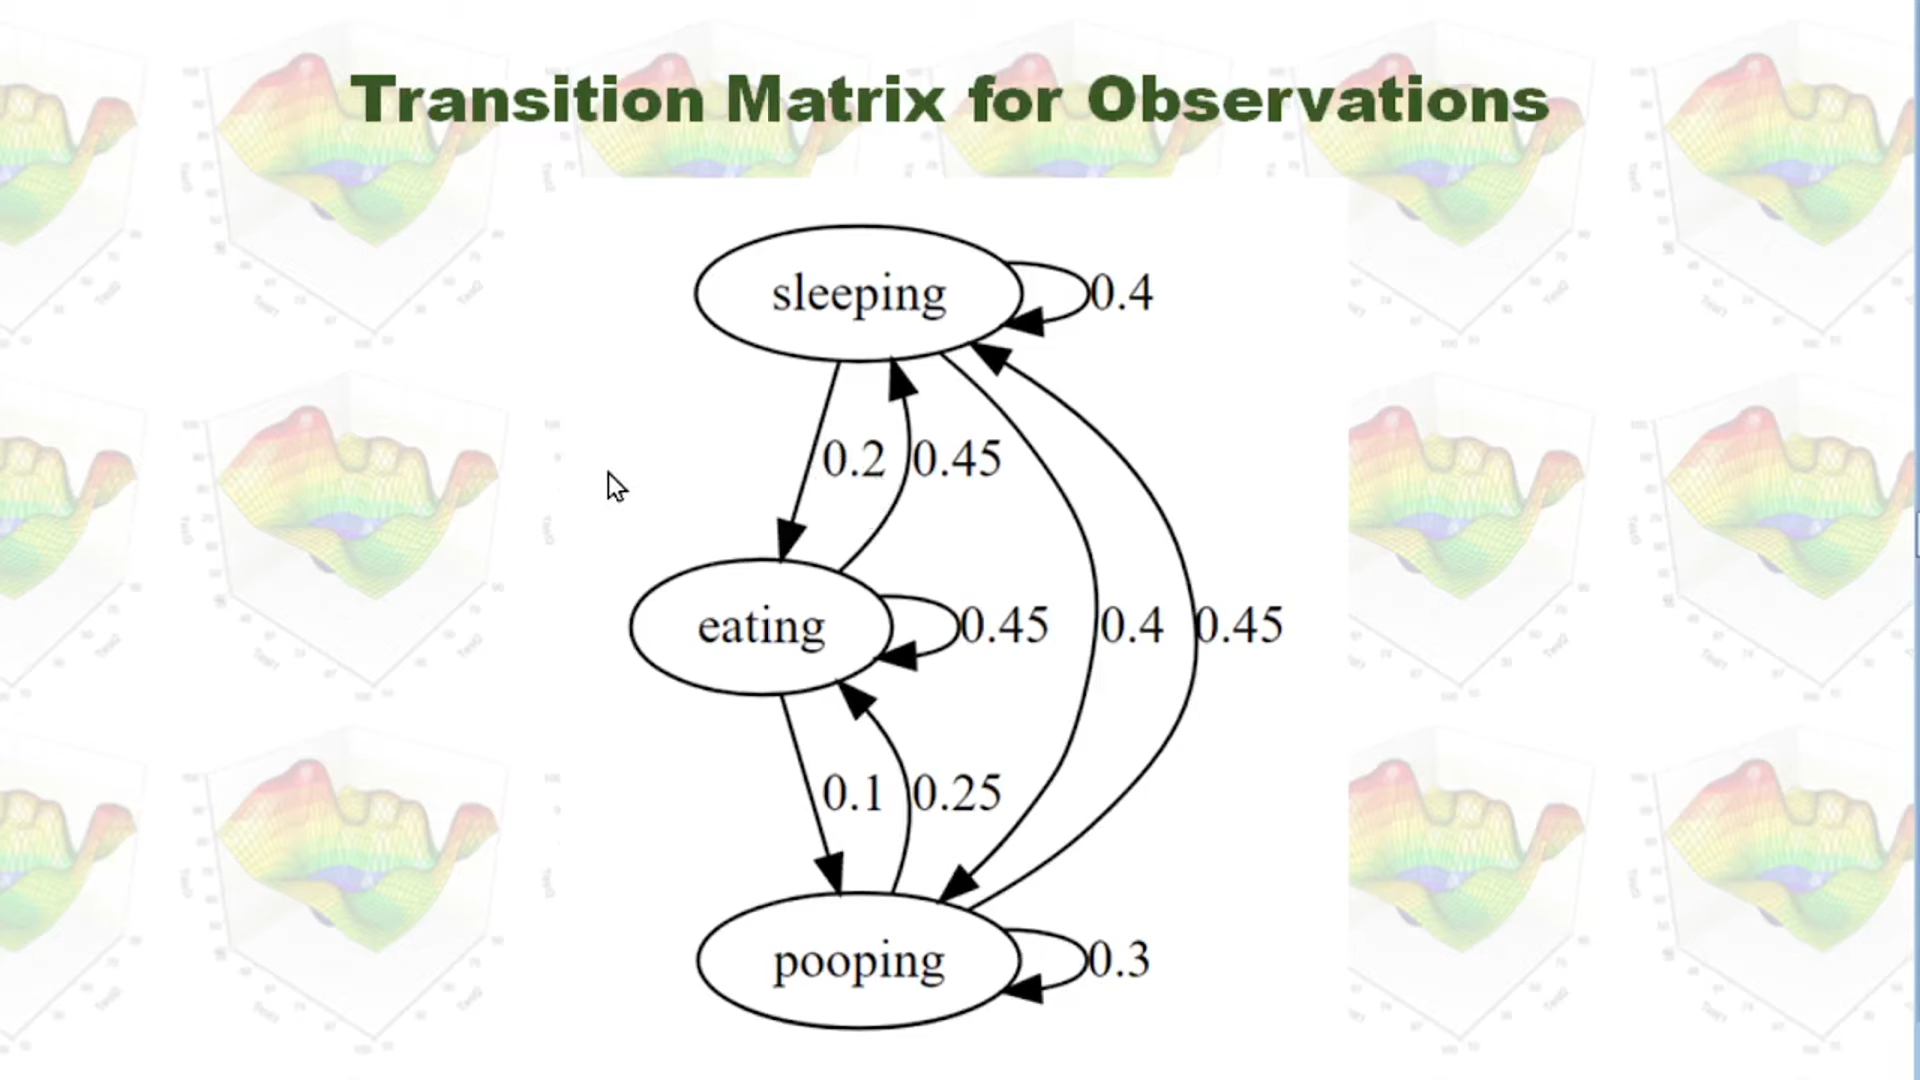 Transition Matrix for Observations
sleeping
0.4
0.2
0.45
eating
0.45
0.4
0.45
0.1
0.25
pooping
0.3